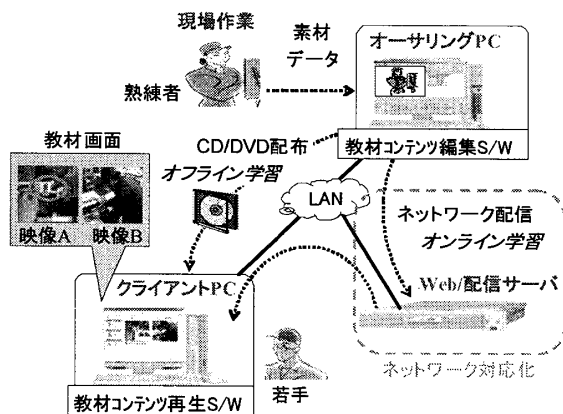 現場作業
素材
データ
熟練者
オーサリングPC
教材コンテンツ編集S/W
教材画面
映像A
映像B
CD/DVD配布
オフライン学習
LAN
ネットワーク配信
オンライン学習
Web/配信サーバ
クライアントPC
教材コンテンツ再生S/W
若手
ネットワーク対応化